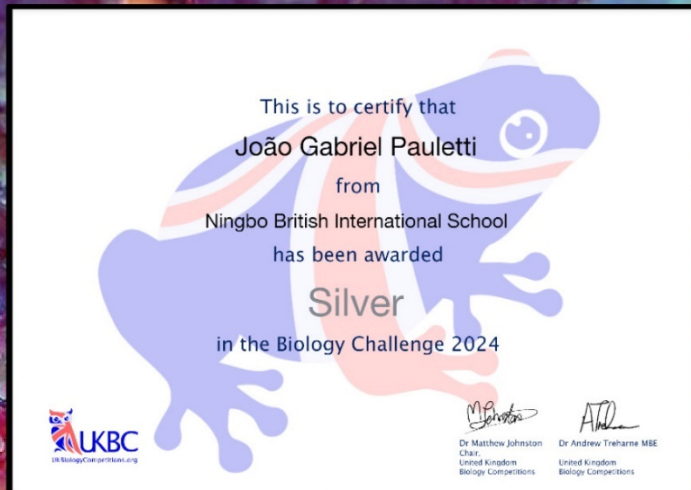 This is to certify that
João Gabriel Pauletti
from
Ningbo British International School
has been awarded
Silver
in the Biology Challenge 2024
UKBC
UKBiologyCompetitions.org
Dr Matthew Johnston
Chair,
United Kingdom
Biology Competitions
Dr Andrew Treharne MBE
United Kingdom
Biology Competitions